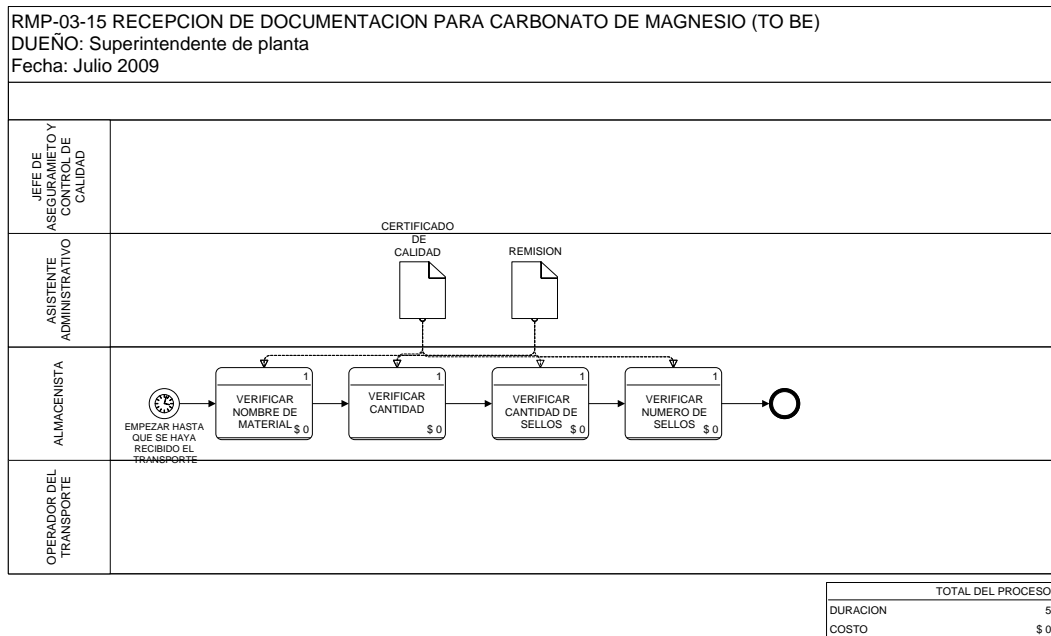 RMP-03-15 RECEPCION DE DOCUMENTACION PARA CARBONATO DE MAGNESIO (TO BE)
DUEÑO: Superintendente de planta
Fecha: Julio 2009
JEFE DE
ASEGURAMIETO Y
CONTROL DE
CALIDAD
ASISTENTE
ADMINISTRATIVO
CERTIFICADO
DE
CALIDAD
REMISION
ALMACENISTA
EMPEZAR HASTA
QUE SE HAYA
RECIBIDO EL
TRANSPORTE
1
VERIFICAR
NOMBRE DE
MATERIAL
$ 0
1
VERIFICAR
CANTIDAD
$ 0
1
VERIFICAR
CANTIDAD DE
SELLOS
$ 0
1
VERIFICAR
NUMERO DE
SELLOS
$ 0
OPERADOR DEL
TRANSPORTE
TOTAL DEL PROCESO
DURACION 5
COSTO $ 0